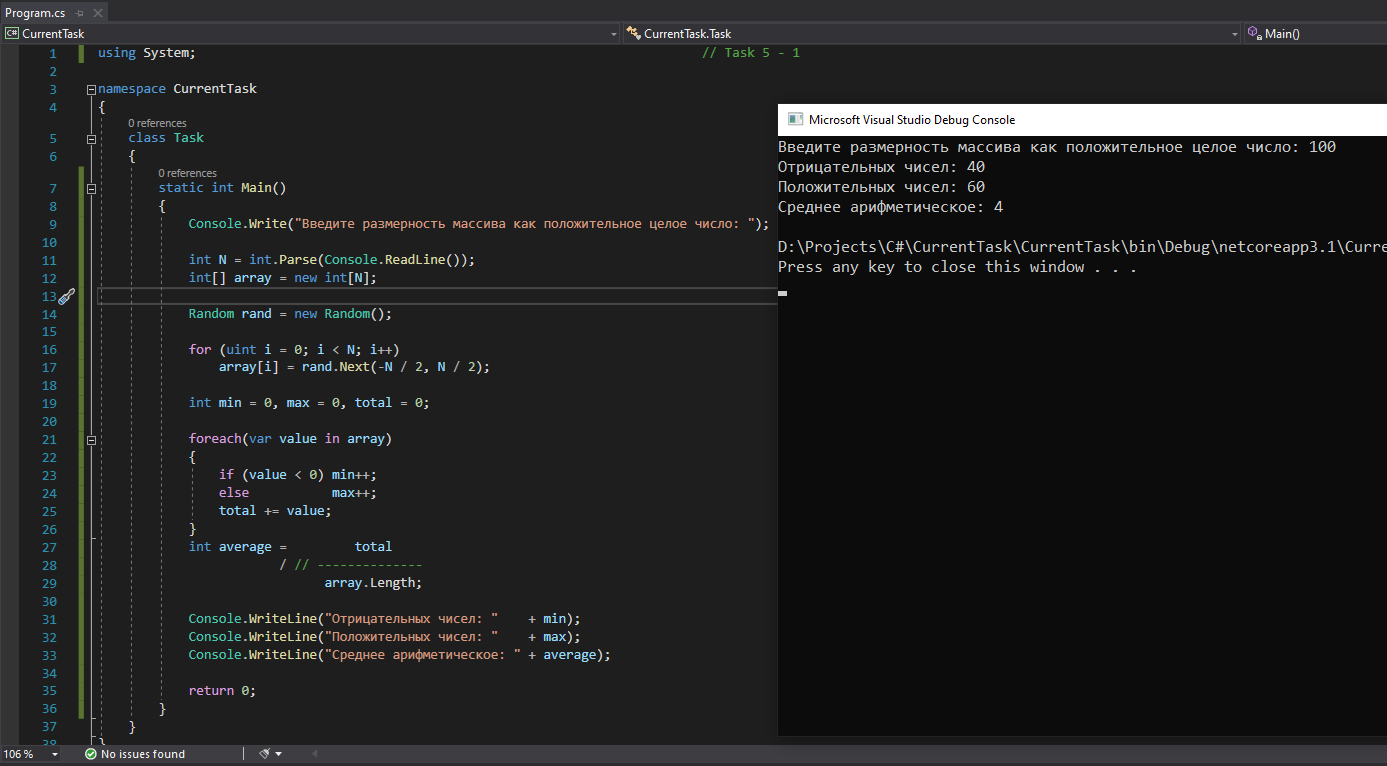 Program.cs
CurrentTask
CurrentTask.Task
Main()
1 using System; // Task 5 - 1
2
3 namespace CurrentTask
4 {
0 references
5 class Task
6 {
0 references
7 static int Main()
8 {
9 Console.Write("Введите размерность массива как положительное целое число: ");
10
11 int N = int.Parse(Console.ReadLine());
12 int[] array = new int[N];
13
14 Random rand = new Random();
15
16 for (uint i = 0; i < N; i++)
17 array[i] = rand.Next(-N / 2, N / 2);
18
19 int min = 0, max = 0, total = 0;
20
21 foreach(var value in array)
22 {
23 if (value < 0) min++;
24 else max++;
25 total += value;
26 }
27 int average = total
28 / // --------------
29 array.Length;
30
31 Console.WriteLine("Отрицательных чисел: " + min);
32 Console.WriteLine("Положительных чисел: " + max);
33 Console.WriteLine("Среднее арифметическое: " + average);
34
35 return 0;
36 }
37 }
38 }
106 % No issues found
Microsoft Visual Studio Debug Console
Введите размерность массива как положительное целое число: 100
Отрицательных чисел: 40
Положительных чисел: 60
Среднее арифметическое: 4
D:\Projects\C#\CurrentTask\CurrentTask\bin\Debug\netcoreapp3.1\Curre
Press any key to close this window . . .